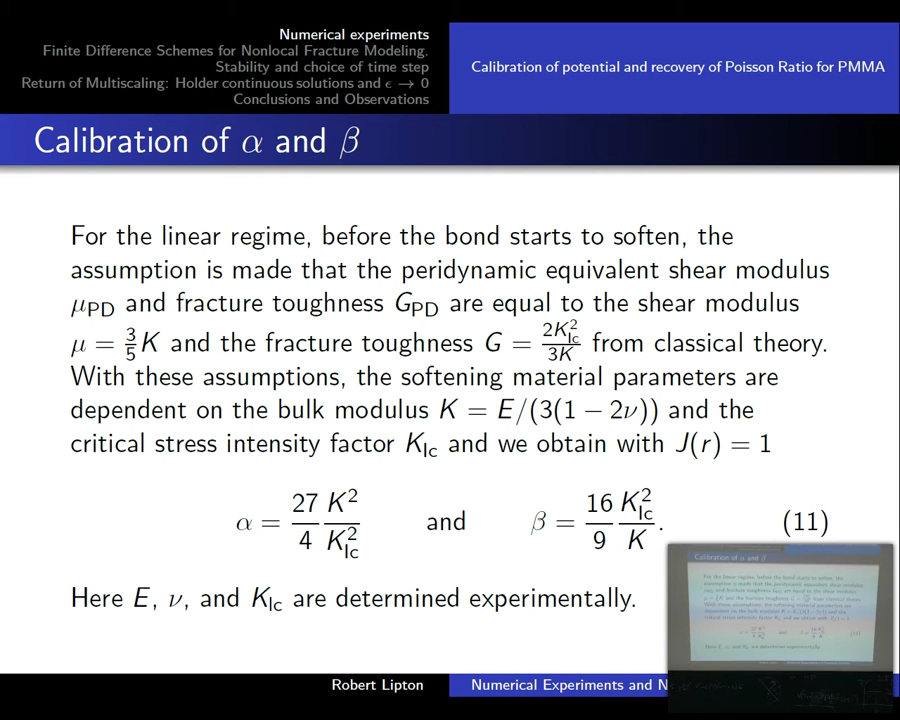 Numerical experiments
Finite Difference Schemes for Nonlocal Fracture Modeling.
Stability and choice of time step
Return of Multiscaling: Holder continuous solutions and ϵ → 0
Conclusions and Observations
Calibration of potential and recovery of Poisson Ratio for PMMA
Calibration of α and β
For the linear regime, before the bond starts to soften, the
assumption is made that the peridynamic equivalent shear modulus
μ_PD and fracture toughness G_PD are equal to the shear modulus
μ = 3/5 K and the fracture toughness G = 2K_Ic^2/3K from classical theory.
With these assumptions, the softening material parameters are
dependent on the bulk modulus K = E/(3(1 − 2ν)) and the
critical stress intensity factor K_Ic and we obtain with J(r) = 1
α = 27/4 K^2/K_Ic^2 and β = 16/9 K_Ic^2/K. (11)
Here E, ν, and K_Ic are determined experimentally.
Robert Lipton
Numerical Experiments and N
Calibration of α and β